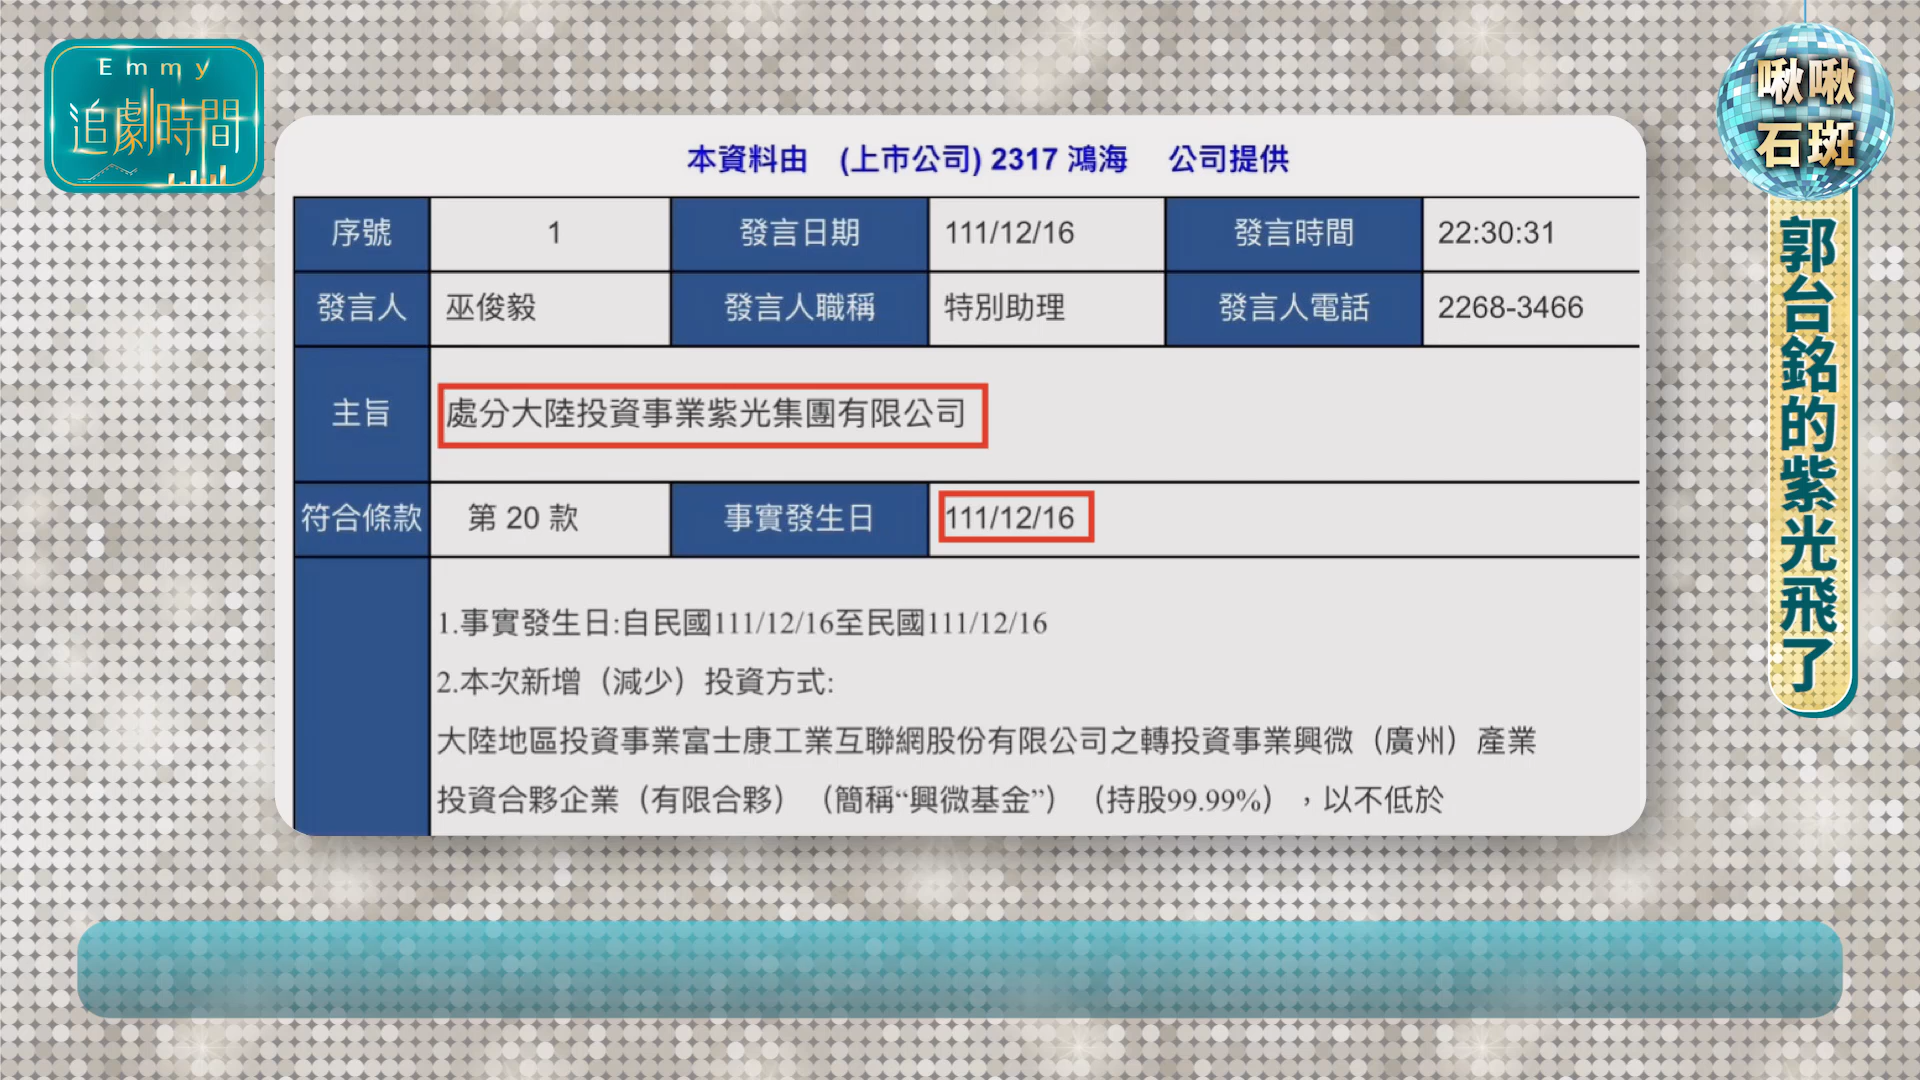 Emmy
追劇時間
啾啾
石斑
郭台銘的紫光飛了
本資料由 (上市公司) 2317 鴻海 公司提供
序號 1 發言日期 111/12/16 發言時間 22:30:31
發言人 巫俊毅 發言人職稱 特別助理 發言人電話 2268-3466
主旨 處分大陸投資事業紫光集團有限公司
符合條款 第 20 款 事實發生日 111/12/16
1.事實發生日:自民國111/12/16至民國111/12/16
2.本次新增（減少）投資方式:
大陸地區投資事業富士康工業互聯網股份有限公司之轉投資事業興微（廣州）產業
投資合夥企業（有限合夥）（簡稱“興微基金”）（持股99.99%），以不低於